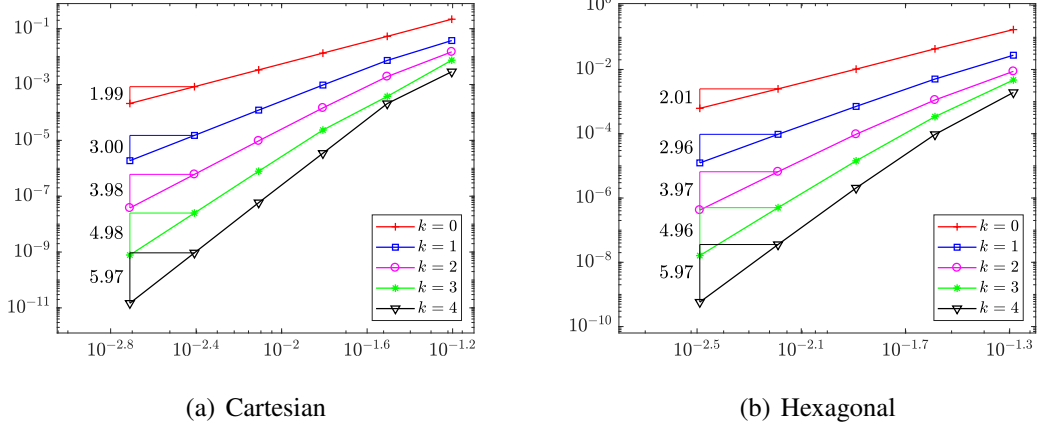 10^{-1}
10^{-3}
10^{-5}
10^{-7}
10^{-9}
10^{-11}
1.99
3.00
3.98
4.98
5.97
k = 0
k = 1
k = 2
k = 3
k = 4
10^{-2.8} 10^{-2.4} 10^{-2} 10^{-1.6} 10^{-1.2}
(a) Cartesian
10^{0}
10^{-2}
10^{-4}
10^{-6}
10^{-8}
10^{-10}
2.01
2.96
3.97
4.96
5.97
k = 0
k = 1
k = 2
k = 3
k = 4
10^{-2.5} 10^{-2.1} 10^{-1.7} 10^{-1.3}
(b) Hexagonal